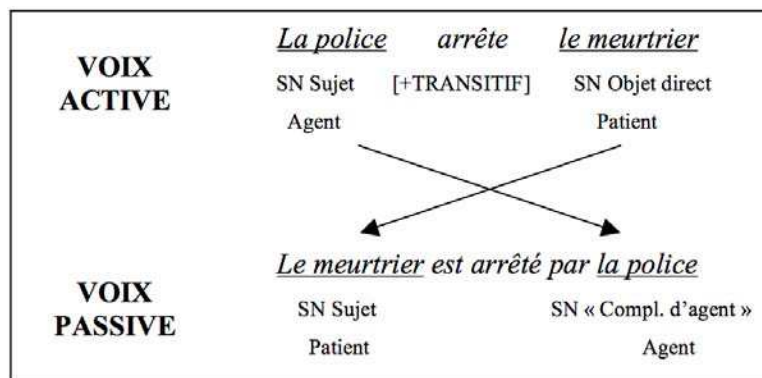 La police arrête le meurtrier
VOIX
ACTIVE
SN Sujet [+TRANSITIF] SN Objet direct
Agent Patient
Le meurtrier est arrêté par la police
VOIX
PASSIVE
SN Sujet SN « Compl. d'agent »
Patient Agent